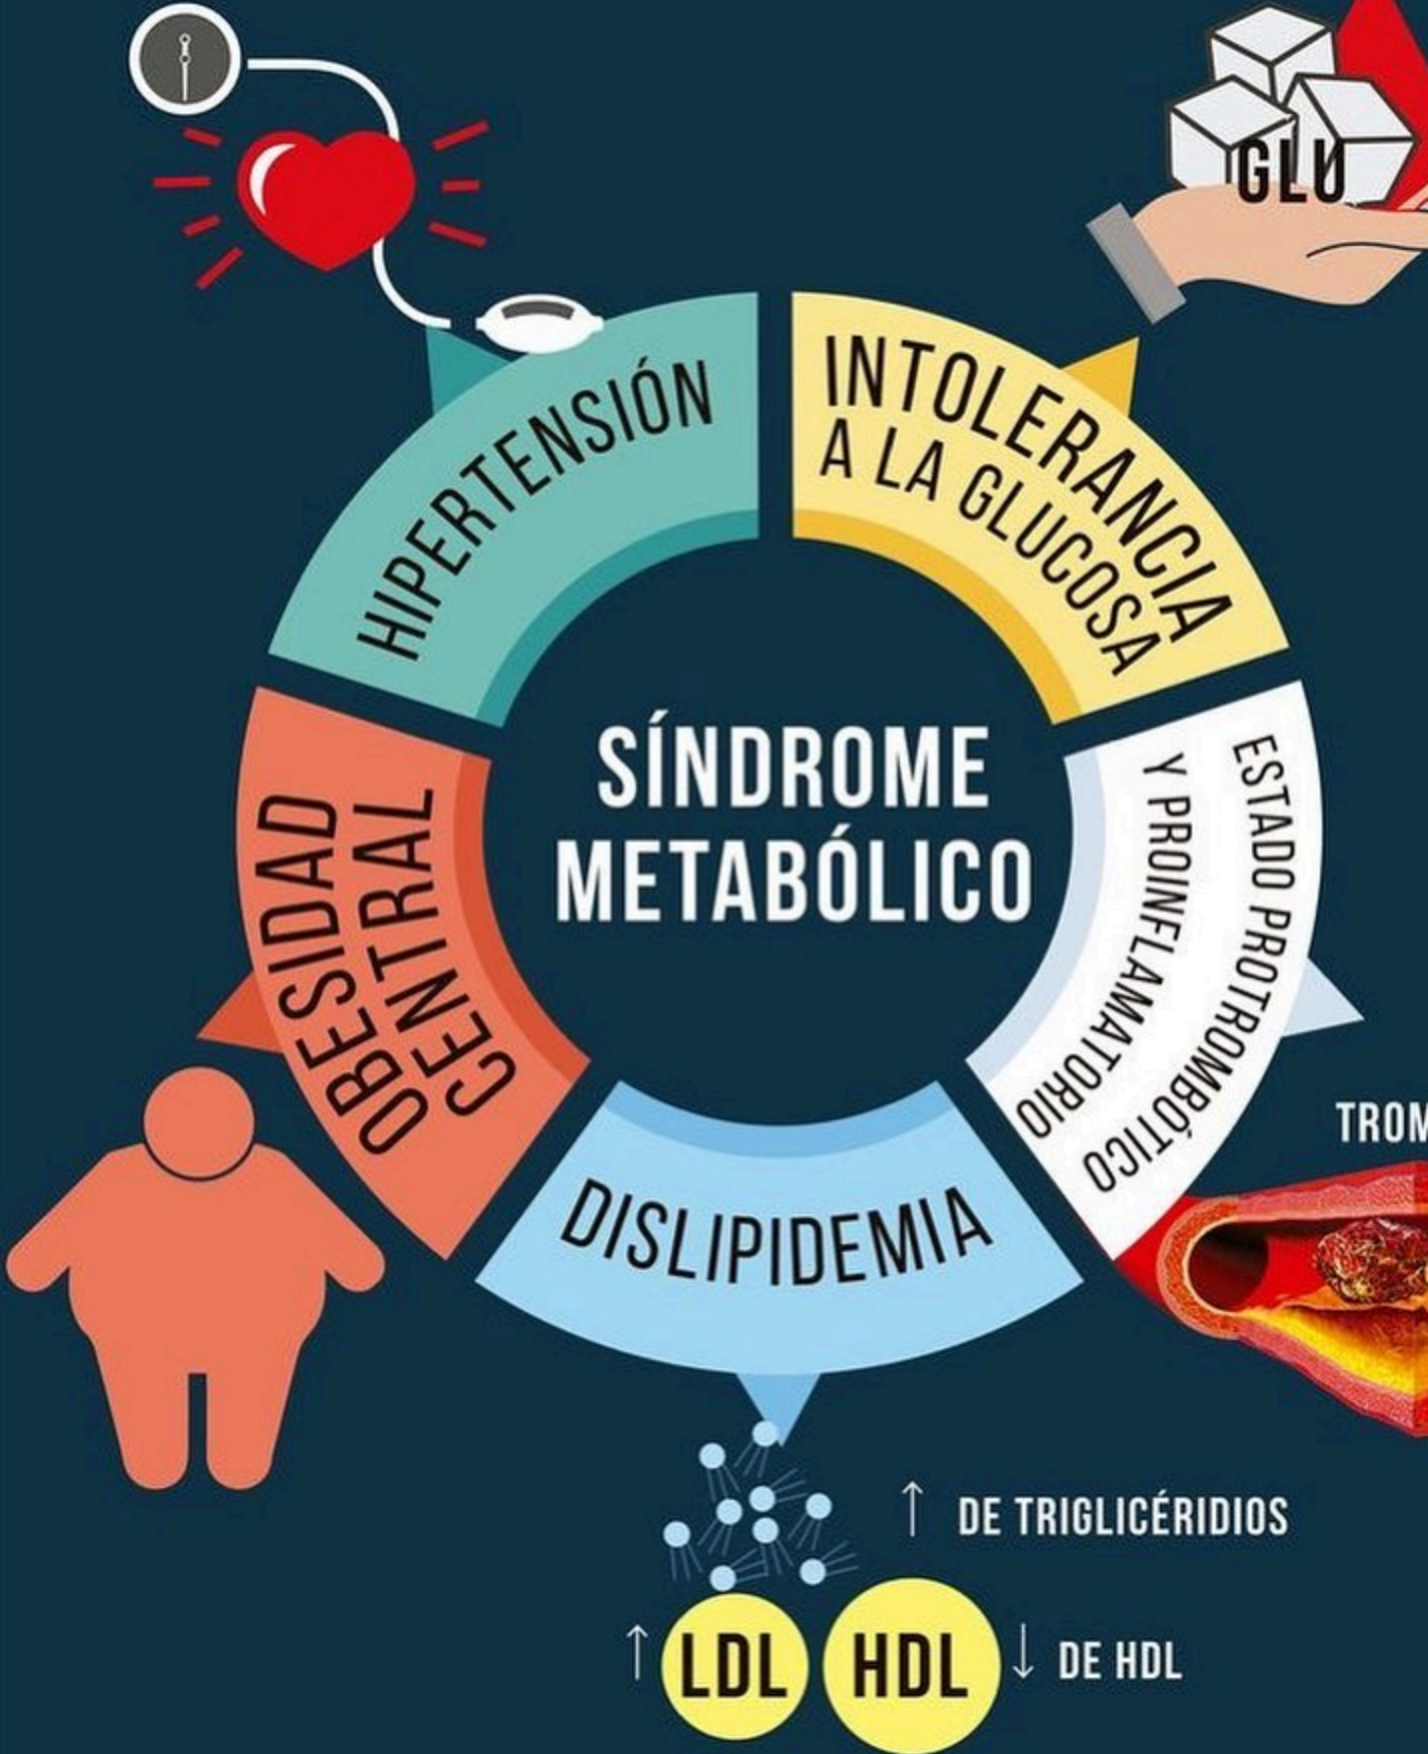 GLU
HIPERTENSIÓN
INTOLERANCIA
A LA GLUCOSA
SÍNDROME
METABÓLICO
OBESIDAD
CENTRAL
ESTADO PROTROMBÓTICO
Y PROINFLAMATORIO
TROM
DISLIPIDEMIA
↑ DE TRIGLICÉRIDIOS
↑ LDL HDL ↓ DE HDL